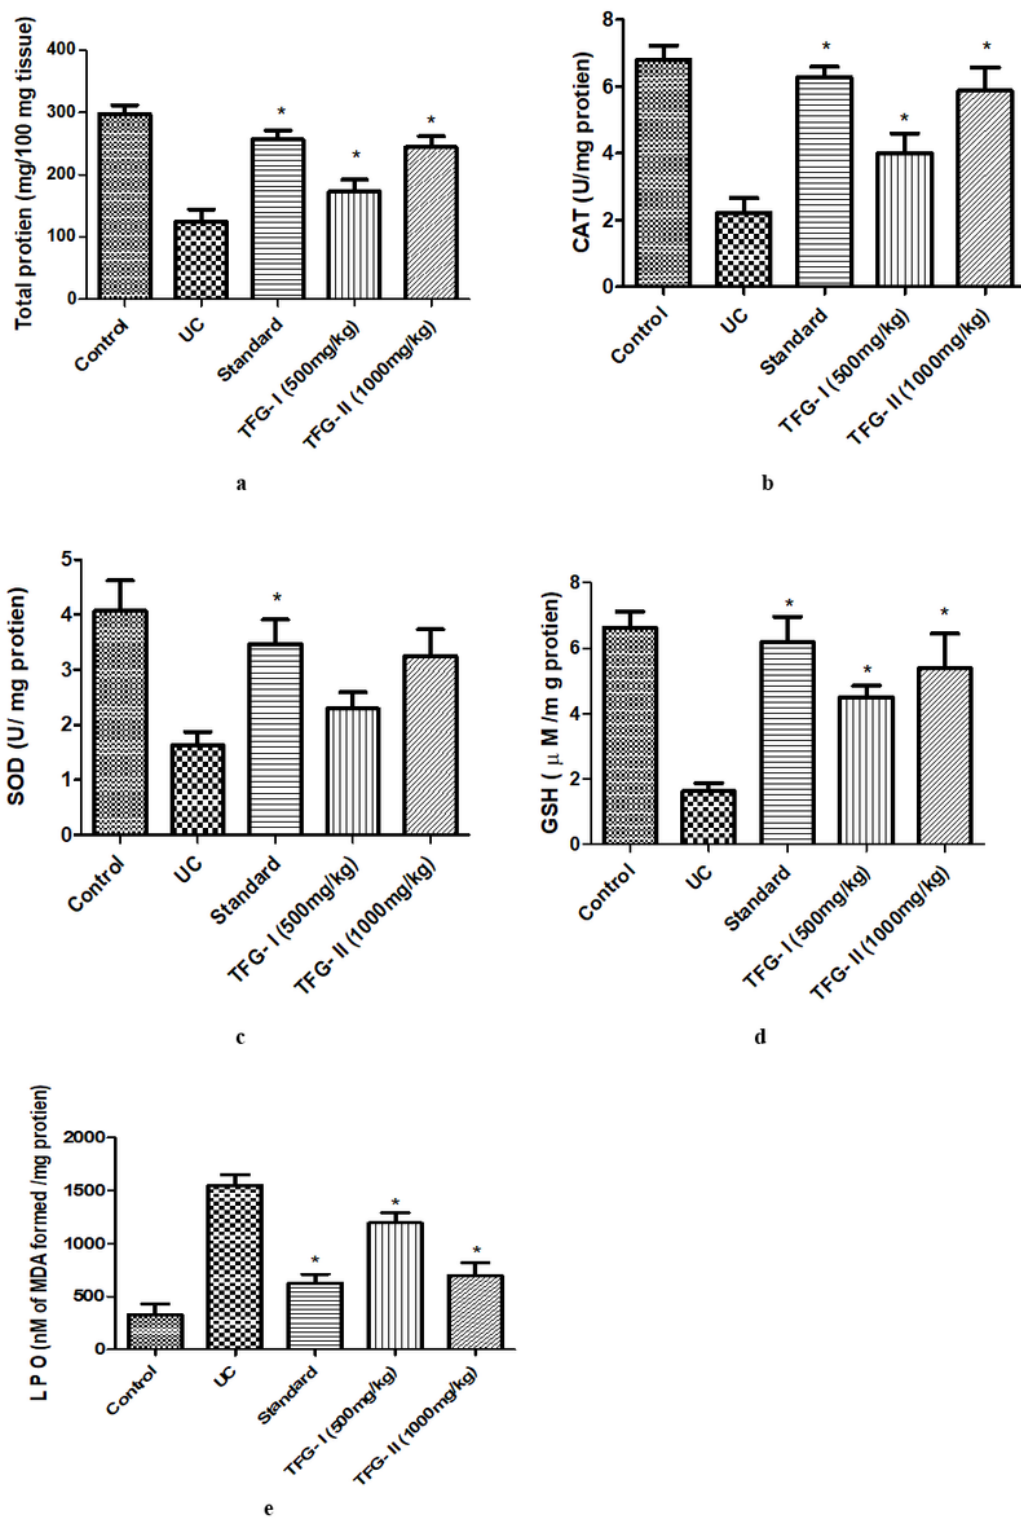 Total protien (mg/100 mg tissue)
400
300
200
100
0
*
*
*
Control
UC
Standard
TFG- I (500mg/kg)
TFG- II (1000mg/kg)
a
CAT (U/mg protien)
8
6
4
2
0
*
*
*
Control
UC
Standard
TFG- I (500mg/kg)
TFG- II (1000mg/kg)
b
SOD (U/ mg protien)
5
4
3
2
1
0
*
Control
UC
Standard
TFG- I (500mg/kg)
TFG- II (1000mg/kg)
c
GSH ( μ M /m g protien)
8
6
4
2
0
*
*
*
Control
UC
Standard
TFG- I (500mg/kg)
TFG- II (1000mg/kg)
d
L P O (nM of MDA formed /mg protien)
2000
1500
1000
500
0
*
*
*
Control
UC
Standard
TFG- I (500mg/kg)
TFG- II (1000mg/kg)
e